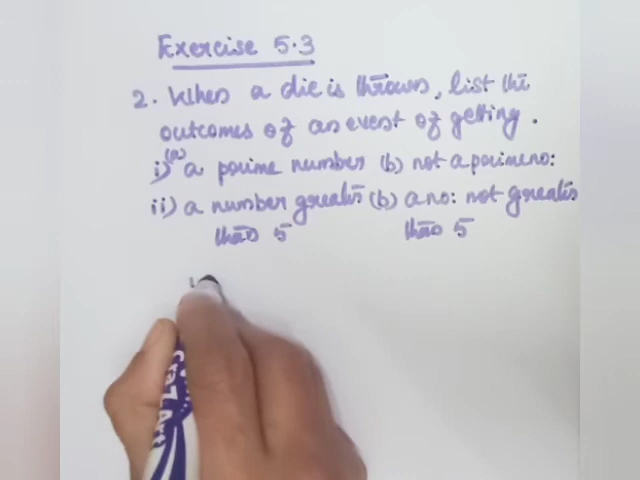 Exercise 5.3
2. When a die is thrown, list the
outcomes of an event of getting.
i) (a) a prime number (b) not a prime no:
ii) a number greater (b) a no: not greater
than 5 than 5